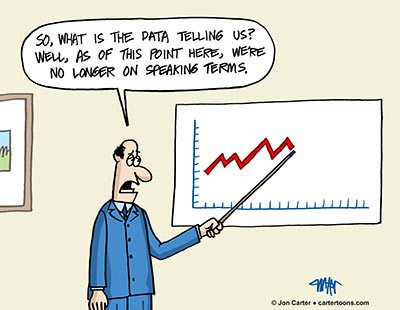 SO, WHAT IS THE DATA TELLING US?
WELL, AS OF THIS POINT HERE, WE'RE
NO LONGER ON SPEAKING TERMS.
© Jon Carter • cartertoons.com